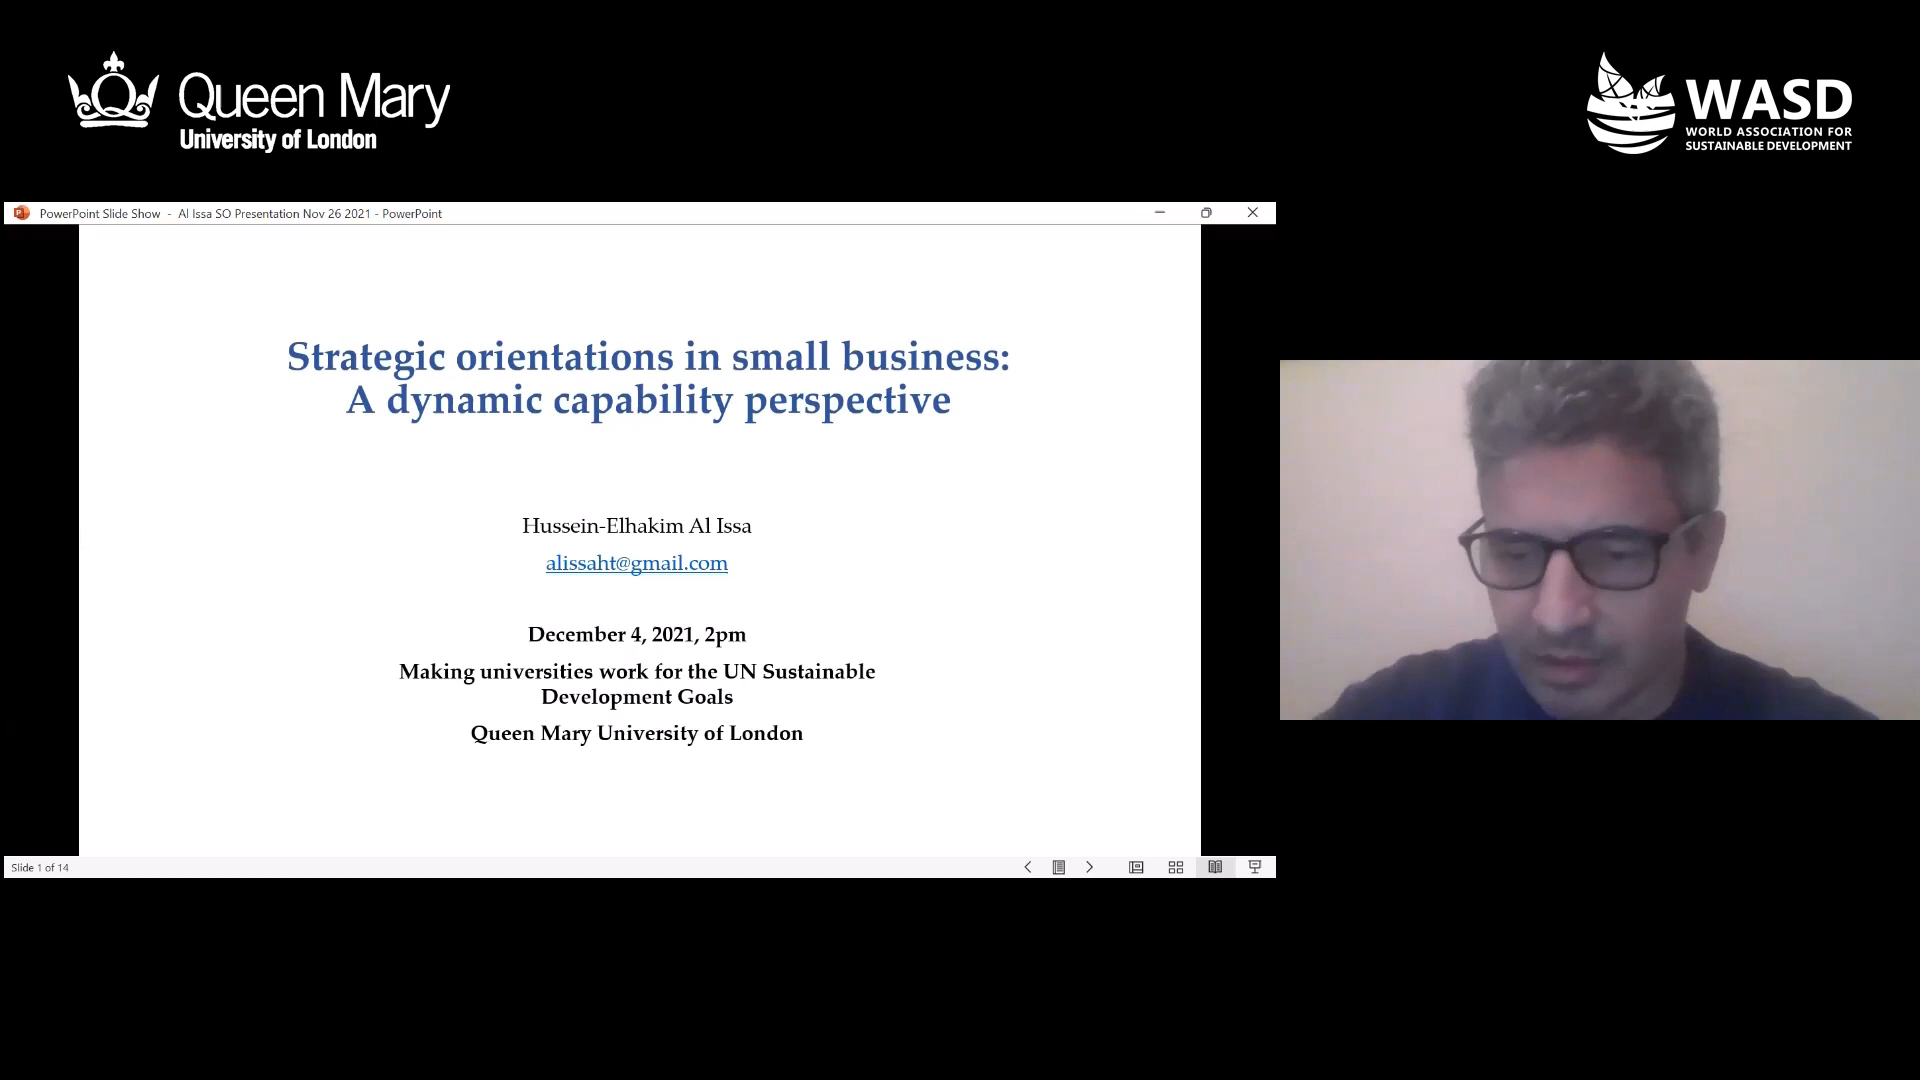 Queen Mary
University of London
WASD
WORLD ASSOCIATION FOR
SUSTAINABLE DEVELOPMENT
PowerPoint Slide Show - Al Issa SO Presentation Nov 26 2021 - PowerPoint
Strategic orientations in small business:
A dynamic capability perspective
Hussein-Elhakim Al Issa
alissaht@gmail.com
December 4, 2021, 2pm
Making universities work for the UN Sustainable
Development Goals
Queen Mary University of London
Slide 1 of 14